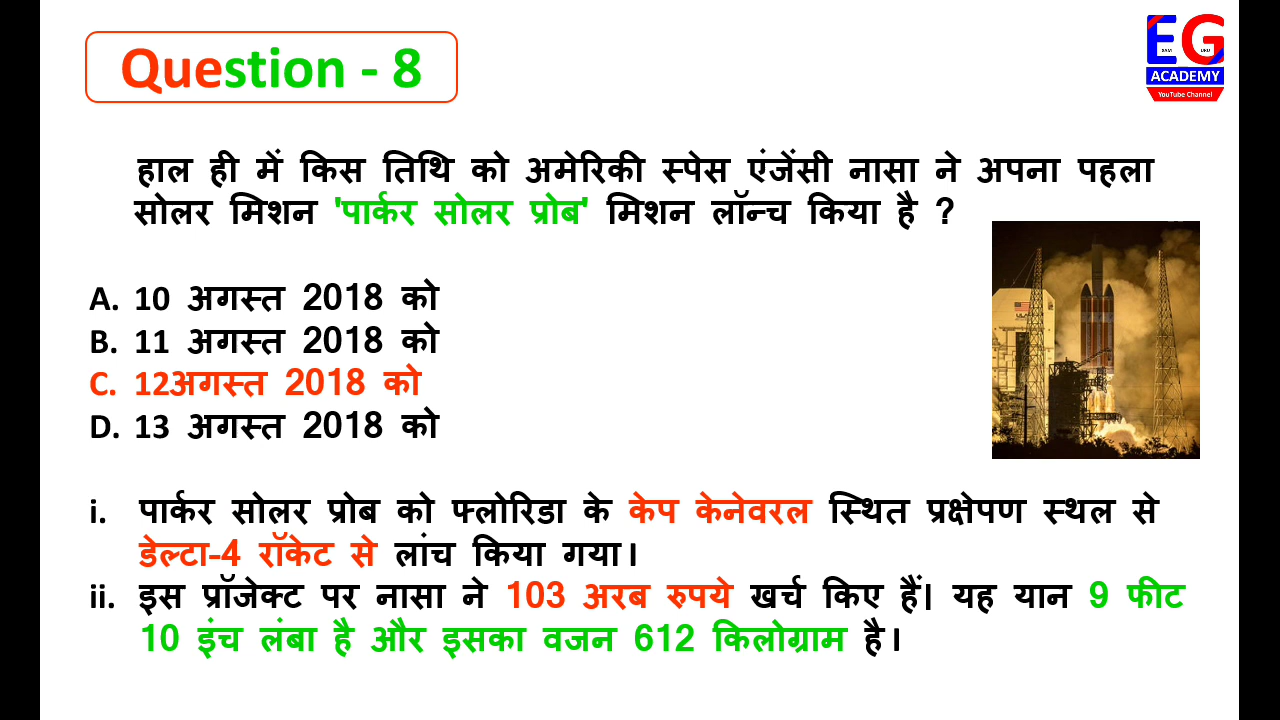 Question - 8
EG
ACADEMY
YouTube Channel
हाल ही में किस तिथि को अमेरिकी स्पेस एंजेंसी नासा ने अपना पहला
सोलर मिशन 'पार्कर सोलर प्रोब' मिशन लॉन्च किया है ?
A. 10 अगस्त 2018 को
B. 11 अगस्त 2018 को
C. 12अगस्त 2018 को
D. 13 अगस्त 2018 को
i. पार्कर सोलर प्रोब को फ्लोरिडा के केप केनेवरल स्थित प्रक्षेपण स्थल से
डेल्टा-4 रॉकेट से लांच किया गया।
ii. इस प्रॉजेक्ट पर नासा ने 103 अरब रुपये खर्च किए हैं। यह यान 9 फीट
10 इंच लंबा है और इसका वजन 612 किलोग्राम है।